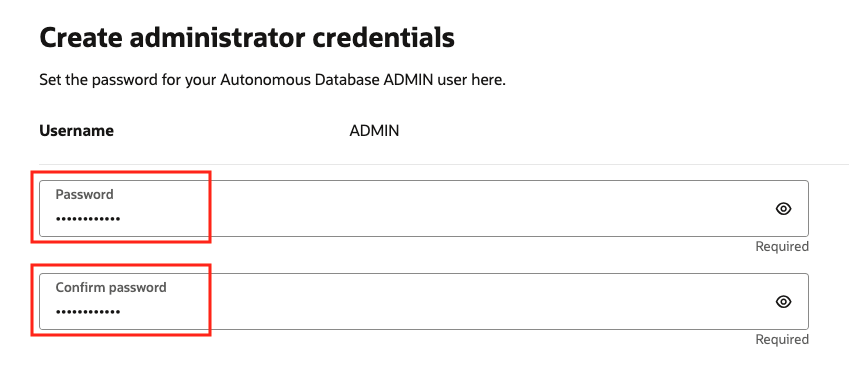 Create administrator credentials
Set the password for your Autonomous Database ADMIN user here.
Username ADMIN
Password
••••••••••••
Required
Confirm password
••••••••••••
Required